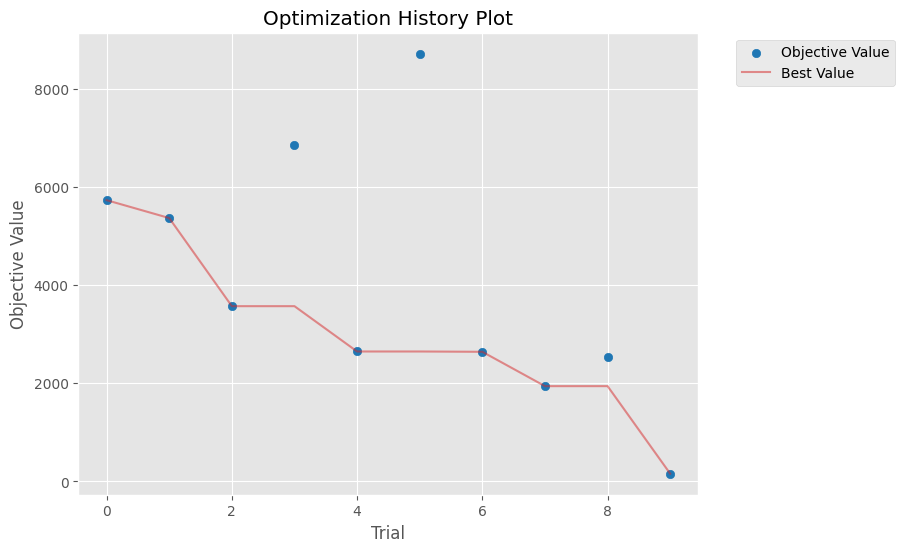 Optimization History Plot
Objective Value
Best Value
8000
6000
4000
2000
0
Objective Value
0 2 4 6 8
Trial